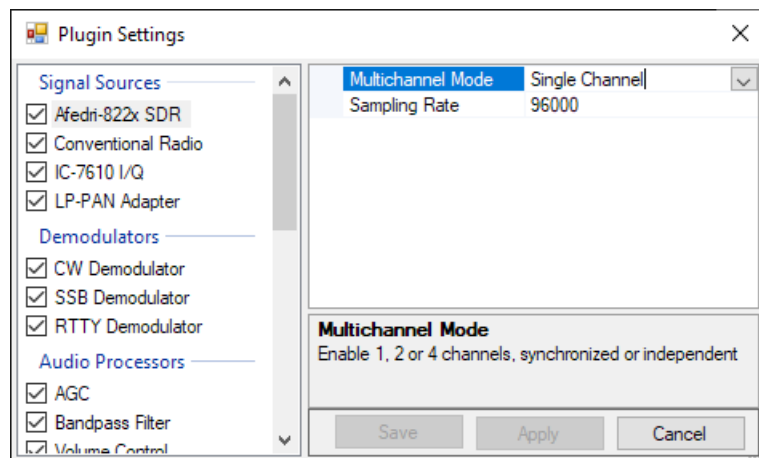 Plugin Settings
Signal Sources
Afedri-822x SDR
Conventional Radio
IC-7610 I/Q
LP-PAN Adapter
Demodulators
CW Demodulator
SSB Demodulator
RTTY Demodulator
Audio Processors
AGC
Bandpass Filter
Volume Control
Multichannel Mode Single Channel
Sampling Rate 96000
Multichannel Mode
Enable 1, 2 or 4 channels, synchronized or independent
Save Apply Cancel